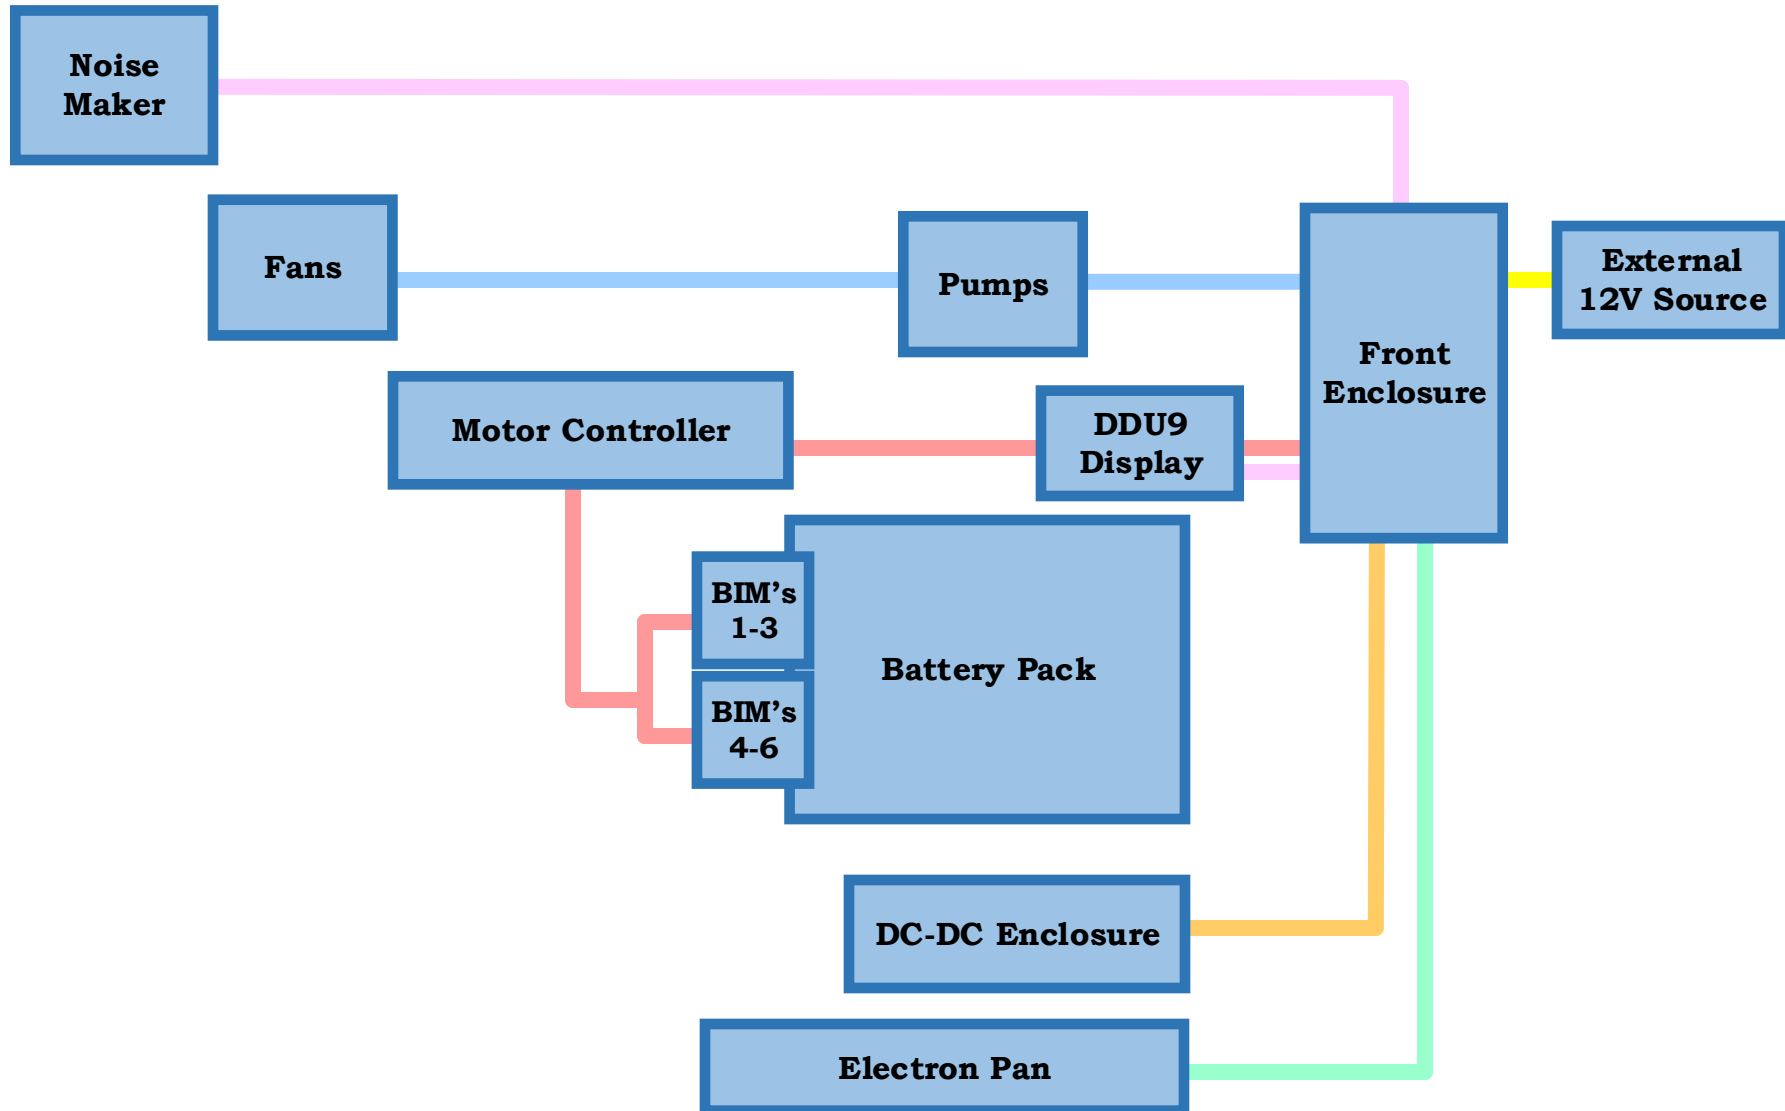 Noise
Maker
Fans
Pumps
External
12V Source
Front
Enclosure
Motor Controller
DDU9
Display
BIM’s
1-3
Battery Pack
BIM’s
4-6
DC-DC Enclosure
Electron Pan